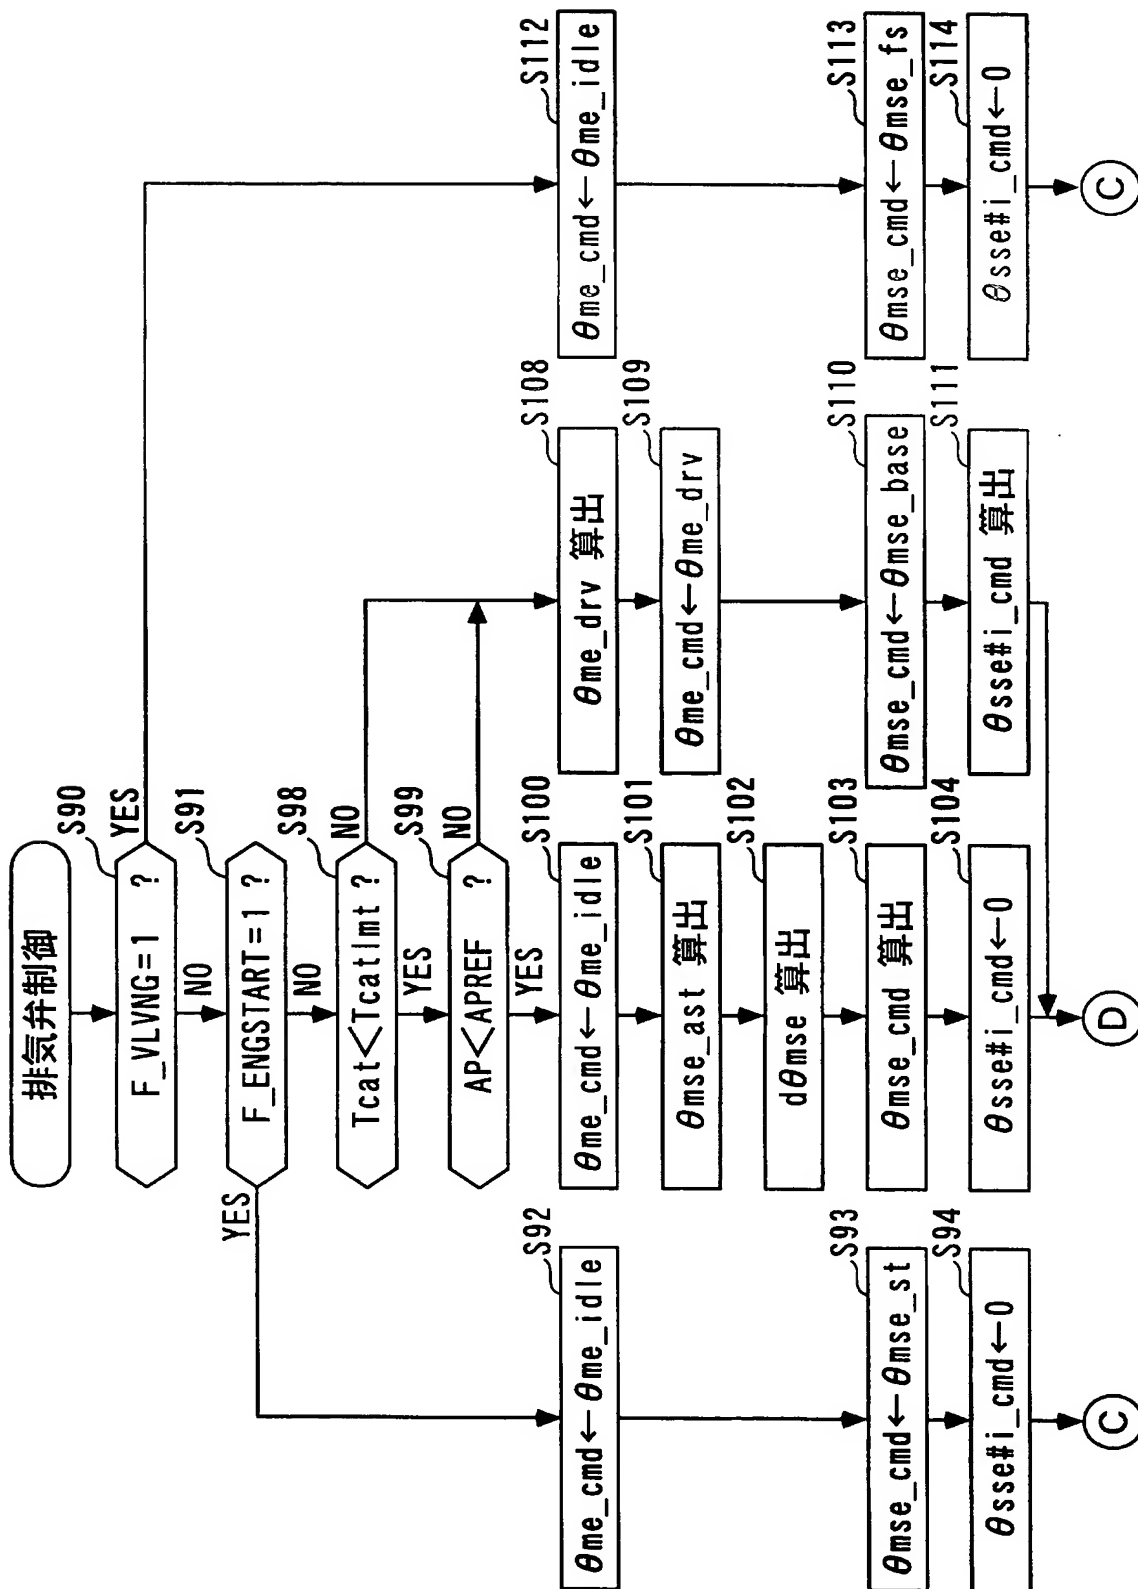 排気弁制御
S90
F_VLVNG=1 ?
YES
NO
S91
F_ENGSTART=1 ?
YES
NO
S98
Tcat<Tcatlmt ?
NO
YES
S99
AP<APREF ?
NO
YES
S92
θme_cmd←θme_idle
S93
θmse_cmd←θmse_st
S94
θsse#i_cmd←0
C
S100
θme_cmd←θme_idle
S101
θmse_ast 算出
S102
dθmse 算出
S103
θmse_cmd 算出
S104
θsse#i_cmd←0
D
S108
θme_drv 算出
S109
θme_cmd←θme_drv
S110
θmse_cmd←θmse_base
S111
θsse#i_cmd 算出
S112
θme_cmd←θme_idle
S113
θmse_cmd←θmse_fs
S114
θsse#i_cmd←0
C